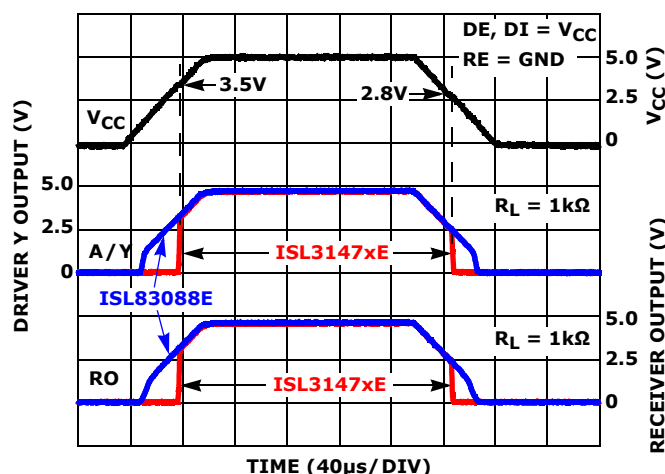 DE, DI = VCC
RE = GND
5.0
3.5V
2.8V
2.5
VCC
0
VCC (V)
DRIVER Y OUTPUT (V)
5.0
RL = 1kΩ
2.5
A/Y
ISL3147xE
0
ISL83088E
5.0
RL = 1kΩ
2.5
RO
ISL3147xE
0
RECEIVER OUTPUT (V)
TIME (40µs/DIV)